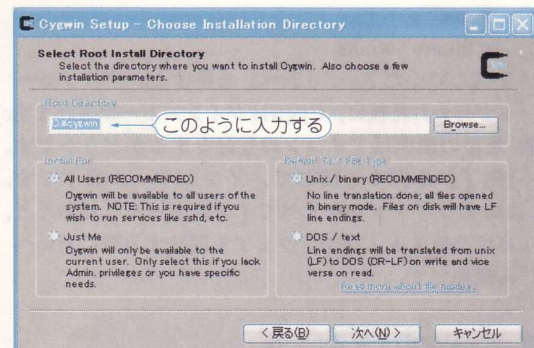 Cygwin Setup - Choose Installation Directory
Select Root Install Directory
Select the directory where you want to install Cygwin. Also choose a few
installation parameters.
Root Directory
このように入力する
Browse...
Install For
All Users (RECOMMENDED)
Cygwin will be available to all users of the
system. NOTE: This is required if you
wish to run services like sshd, etc.
Just Me
Cygwin will only be available to the
current user. Only select this if you lack
Admin. privileges or you have specific
needs.
Default Text File Type
Unix / binary (RECOMMENDED)
No line translation done; all files opened
in binary mode. Files on disk will have LF
line endings.
DOS / text
Line endings will be translated from unix
(LF) to DOS (CR-LF) on write and vice
versa on read.
Read more about file modes...
< 戻る(B)
次へ(N) >
キャンセル